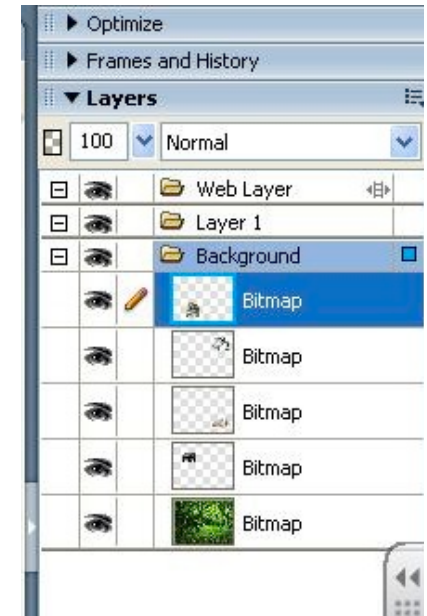 Optimize
Frames and History
Layers
100 Normal
Web Layer
Layer 1
Background
Bitmap
Bitmap
Bitmap
Bitmap
Bitmap